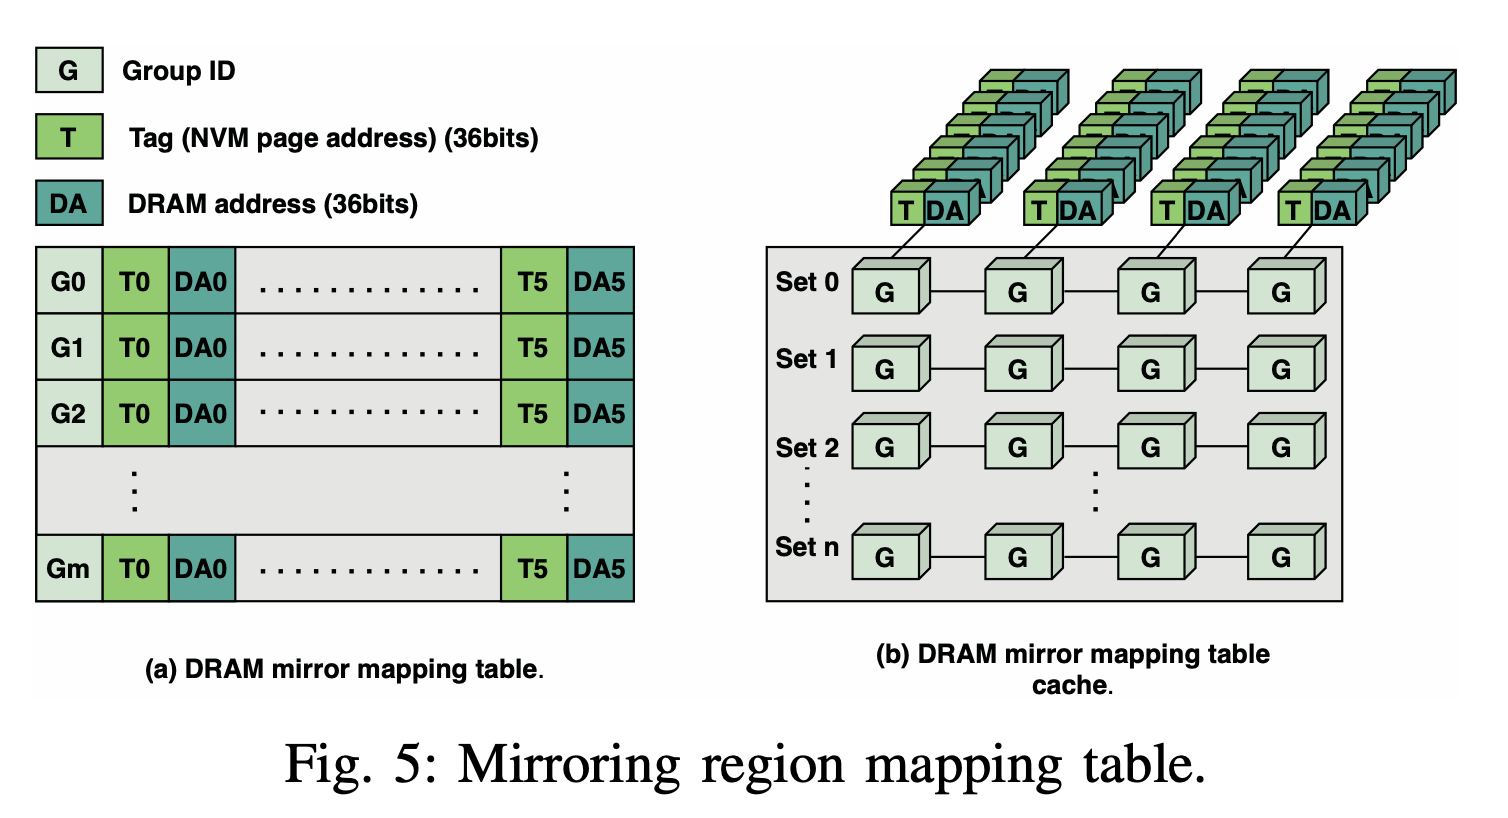 G Group ID
T Tag (NVM page address) (36bits)
DA DRAM address (36bits)
G0 T0 DA0 ............. T5 DA5
G1 T0 DA0 ............. T5 DA5
G2 T0 DA0 ............. T5 DA5
Gm T0 DA0 ............. T5 DA5
(a) DRAM mirror mapping table.
T DA T DA T DA T DA
Set 0 G G G G
Set 1 G G G G
Set 2 G G G G
Set n G G G G
(b) DRAM mirror mapping table
cache.
Fig. 5: Mirroring region mapping table.